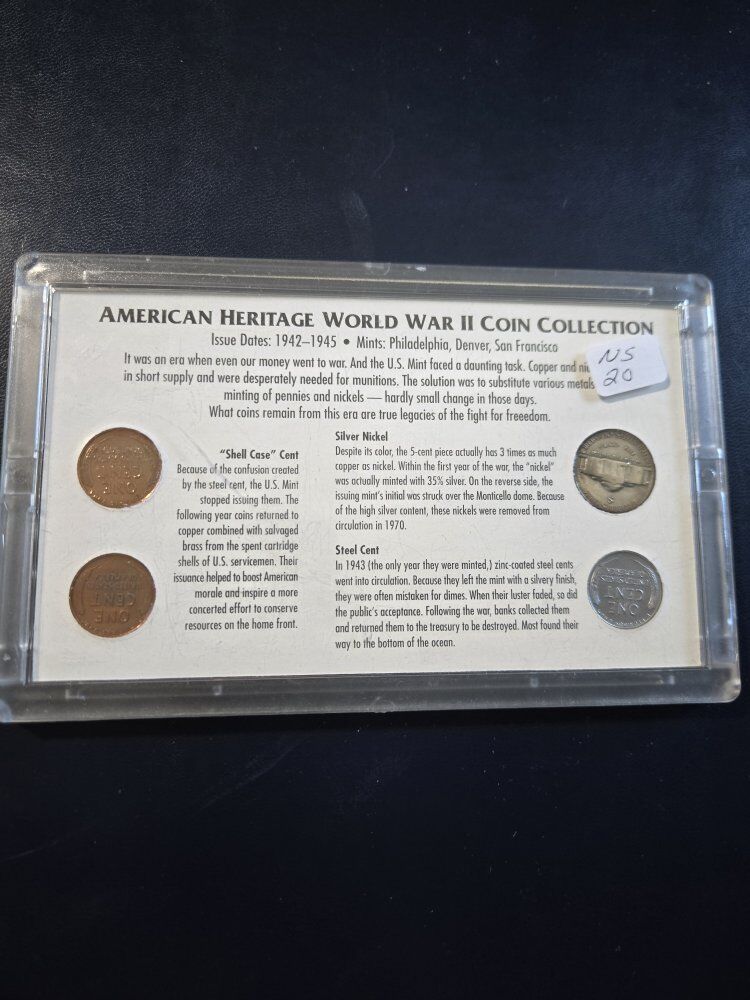 AMERICAN HERITAGE WORLD WAR II COIN COLLECTION
Issue Dates: 1942–1945 • Mints: Philadelphia, Denver, San Francisco
It was an era when even our money went to war. And the U.S. Mint faced a daunting task. Copper and
in short supply and were desperately needed for munitions. The solution was to substitute various metals
minting of pennies and nickels — hardly small change in those days.
What coins remain from this era are true legacies of the fight for freeedom.
NS
20
"Shell Case" Cent
Because of the confusion created
by the steel cent, the U.S. Mint
stopped issuing them. The
following year coins returned to
copper combined with salvaged
brass from the spent cartridge
shells of U.S. servicemen. Their
issuance helped to boost American
morale and inspire a more
concerted effort to conserve
resources on the home front.
Silver Nickel
Despite its color, the 5-cent piece actually has 3 times as much
copper as nickel. Within the first year of the war, the "nickel"
was actually minted with 35% silver. On the reverse side, the
issuing mint's initial was struck over the Monticello dome. Because
of the high silver content, these nickels were removed from
circulation in 1970.
Steel Cent
In 1943 (the only year they were minted,) zinc-coated steel cents
went into circulation. Because they left the mint with a silvery finish,
they were often mistaken for dimes. When their luster faded, so did
the public's acceptance. Following the war, banks collected them
and returned them to the treasury to be destroyed. Most found their
way to the bottom of the ocean.
ONE
CENT
ONE
CENT
S
ONE
CENT